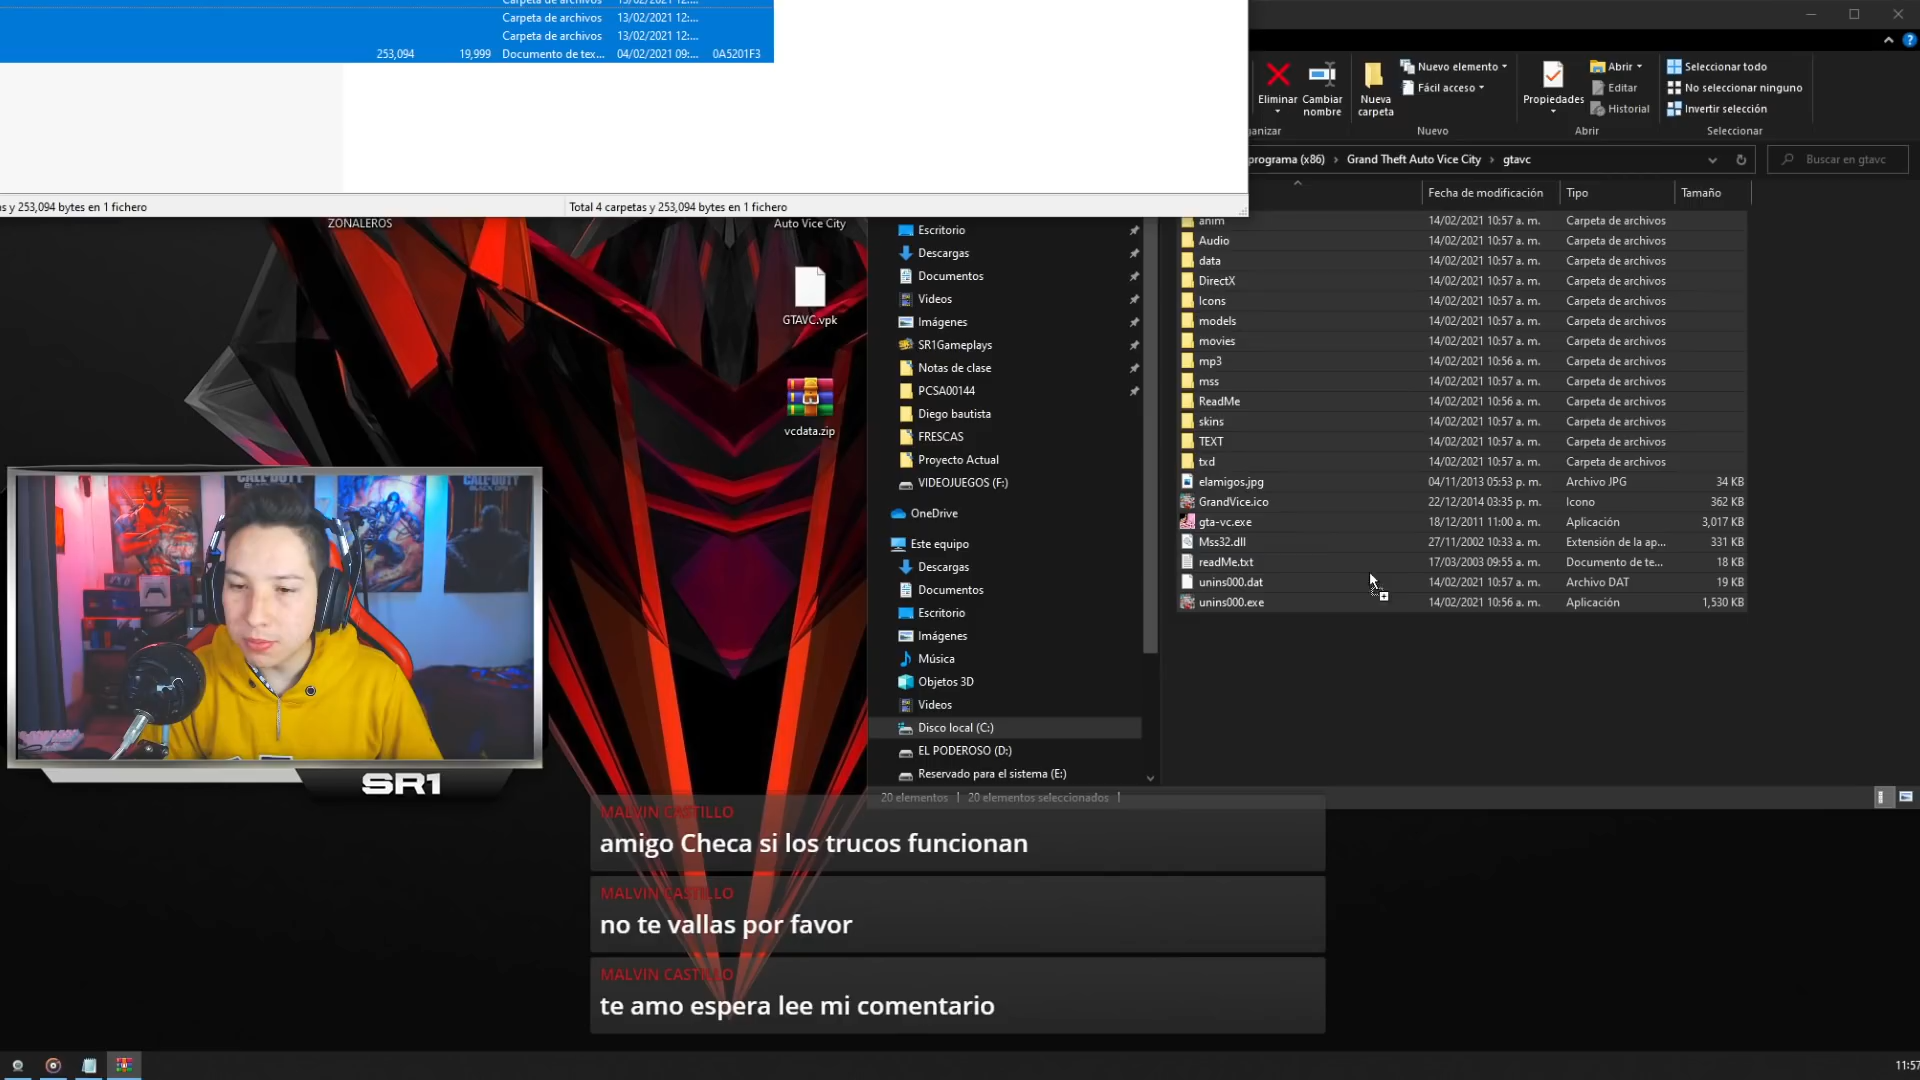 Carpeta de archivos 13/02/2021 12:...
Carpeta de archivos 13/02/2021 12:...
Carpeta de archivos 13/02/2021 12:...
253,094 19,999 Documento de tex... 04/02/2021 09:... 0A5201F3
s y 253,094 bytes en 1 fichero
Total 4 carpetas y 253,094 bytes en 1 fichero
Eliminar
Cambiar nombre
Nueva carpeta
Nuevo elemento
Fácil acceso
Propiedades
Abrir
Editar
Historial
Seleccionar todo
No seleccionar ninguno
Invertir selección
ganizar
Nuevo
Abrir
Seleccionar
programa (x86) › Grand Theft Auto Vice City › gtavc
Buscar en gtavc
Fecha de modificación Tipo Tamaño
anim 14/02/2021 10:57 a. m. Carpeta de archivos
Audio 14/02/2021 10:57 a. m. Carpeta de archivos
data 14/02/2021 10:57 a. m. Carpeta de archivos
DirectX 14/02/2021 10:57 a. m. Carpeta de archivos
Icons 14/02/2021 10:57 a. m. Carpeta de archivos
models 14/02/2021 10:57 a. m. Carpeta de archivos
movies 14/02/2021 10:57 a. m. Carpeta de archivos
mp3 14/02/2021 10:56 a. m. Carpeta de archivos
mss 14/02/2021 10:57 a. m. Carpeta de archivos
ReadMe 14/02/2021 10:56 a. m. Carpeta de archivos
skins 14/02/2021 10:57 a. m. Carpeta de archivos
TEXT 14/02/2021 10:57 a. m. Carpeta de archivos
txd 14/02/2021 10:57 a. m. Carpeta de archivos
elamigos.jpg 04/11/2013 05:53 p. m. Archivo JPG 34 KB
GrandVice.ico 22/12/2014 03:35 p. m. Icono 362 KB
gta-vc.exe 18/12/2011 11:00 a. m. Aplicación 3,017 KB
Mss32.dll 27/11/2002 10:33 a. m. Extensión de la ap... 331 KB
readMe.txt 17/03/2003 09:55 a. m. Documento de te... 18 KB
unins000.dat 14/02/2021 10:57 a. m. Archivo DAT 19 KB
unins000.exe 14/02/2021 10:56 a. m. Aplicación 1,530 KB
Escritorio
Descargas
Documentos
Videos
Imágenes
SR1Gameplays
Notas de clase
PCSA00144
Diego bautista
FRESCAS
Proyecto Actual
VIDEOJUEGOS (F:)
OneDrive
Este equipo
Descargas
Documentos
Escritorio
Imágenes
Música
Objetos 3D
Videos
Disco local (C:)
EL PODEROSO (D:)
Reservado para el sistema (E:)
20 elementos | 20 elementos seleccionados |
ZONALEROS
Auto Vice City
GTAVC.vpk
vcdata.zip
CALL OF DUTY
SR1
MALVIN CASTILLO
amigo Checa si los trucos funcionan
MALVIN CASTILLO
no te vallas por favor
MALVIN CASTILLO
te amo espera lee mi comentario
11:57